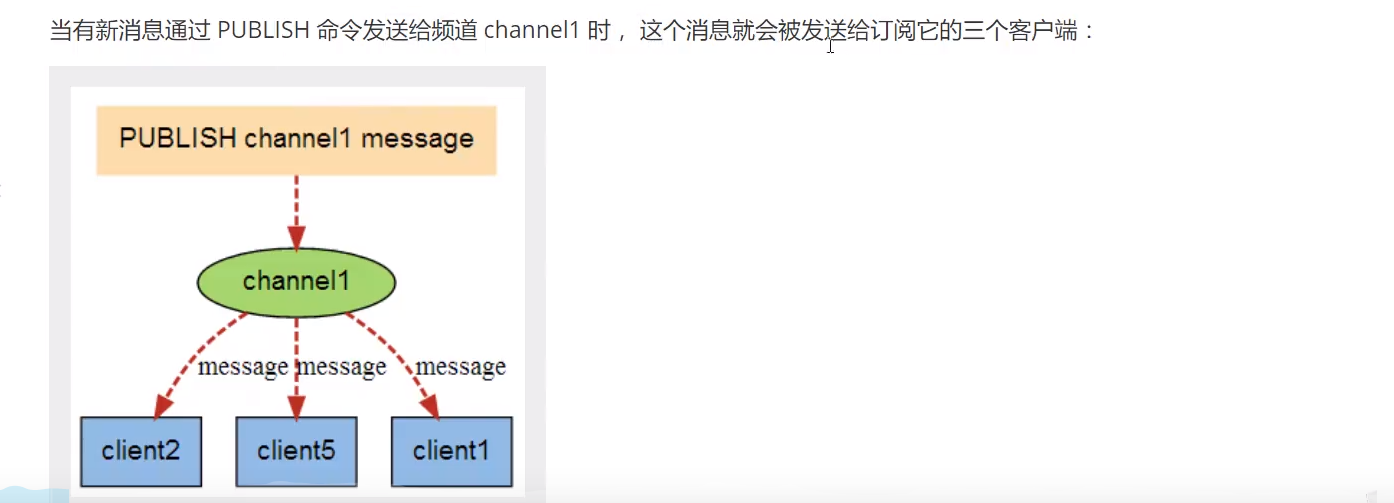 当有新消息通过 PUBLISH 命令发送给频道 channel1 时， 这个消息就会被发送给订阅它的三个客户端：
PUBLISH channel1 message
channel1
message message message
client2 client5 client1